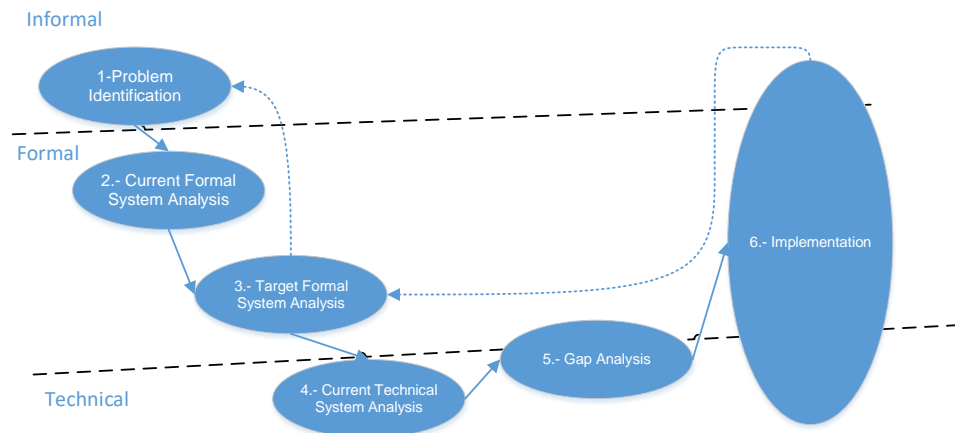 Informal
1-Problem
Identification
Formal
2.- Current Formal
System Analysis
3.- Target Formal
System Analysis
6.- Implementation
5.- Gap Analysis
Technical
4.- Current Technical
System Analysis